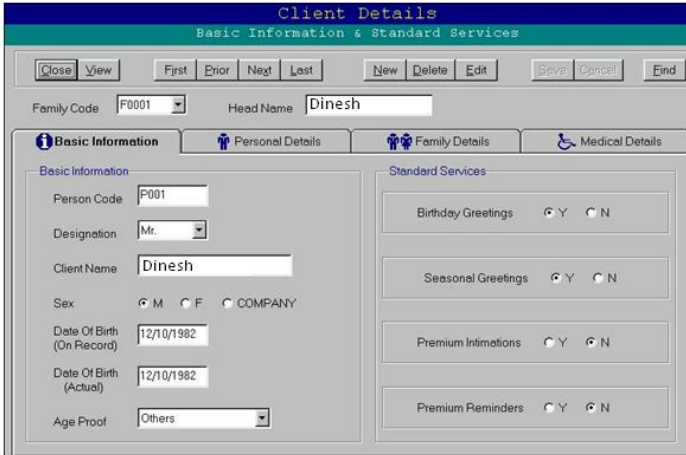 Client Details
Basic Information & Standard Services
Close View First Prior Next Last New Delete Edit Save Cancel Find
Family Code F0001 Head Name Dinesh
Basic Information Personal Details Family Details Medical Details
Basic Information
Person Code P001
Designation Mr.
Client Name Dinesh
Sex M F COMPANY
Date Of Birth
(On Record) 12/10/1982
Date Of Birth
(Actual) 12/10/1982
Age Proof Others
Standard Services
Birthday Greetings Y N
Seasonal Greetings Y N
Premium Intimations Y N
Premium Reminders Y N